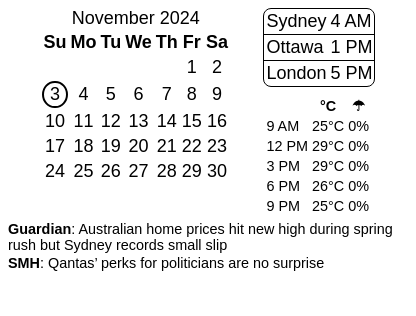 November 2024
Su Mo Tu We Th Fr Sa
1 2
3 4 5 6 7 8 9
10 11 12 13 14 15 16
17 18 19 20 21 22 23
24 25 26 27 28 29 30
Sydney 4 AM
Ottawa 1 PM
London 5 PM
°C ☂
9 AM 25°C 0%
12 PM 29°C 0%
3 PM 29°C 0%
6 PM 26°C 0%
9 PM 25°C 0%
Guardian: Australian home prices hit new high during spring
rush but Sydney records small slip
SMH: Qantas’ perks for politicians are no surprise